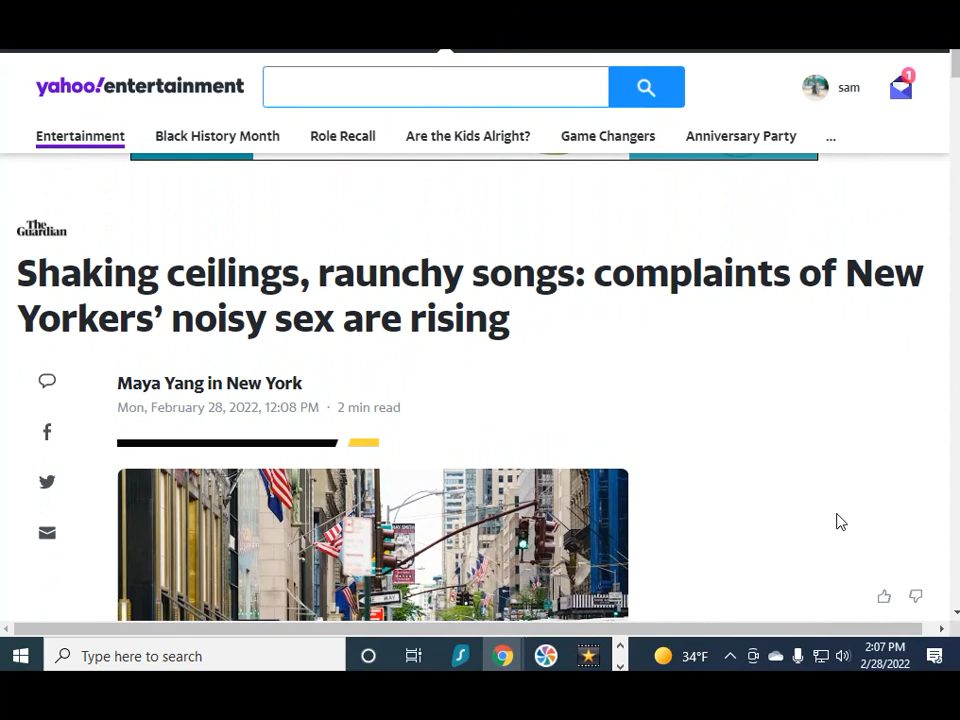 yahoo!entertainment
sam
1
Entertainment
Black History Month
Role Recall
Are the Kids Alright?
Game Changers
Anniversary Party
...
The
Guardian
Shaking ceilings, raunchy songs: complaints of New
Yorkers’ noisy sex are rising
Maya Yang in New York
Mon, February 28, 2022, 12:08 PM · 2 min read
Type here to search
34°F
2:07 PM
2/28/2022